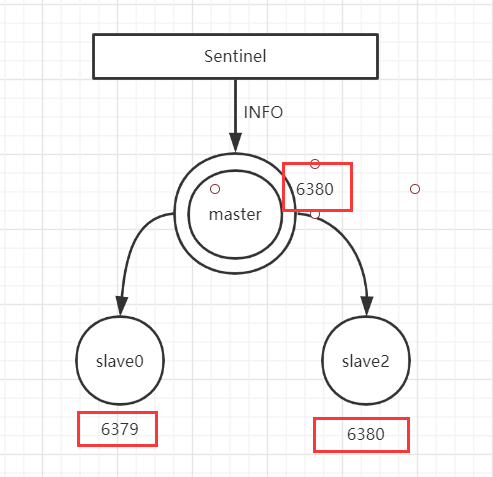 Sentinel
INFO
6380
master
slave0
slave2
6379
6380